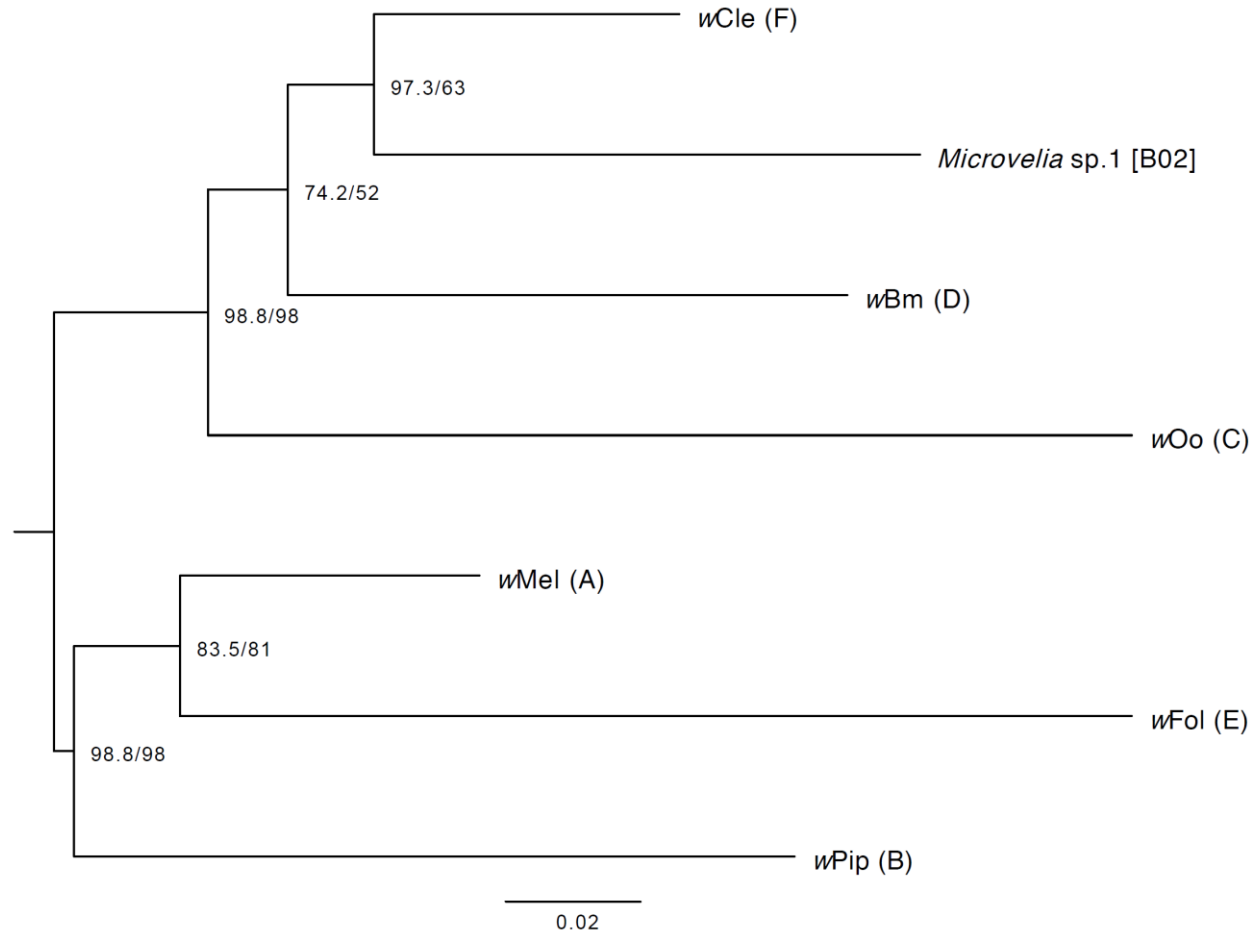 wCle (F)
97.3/63
Microvelia sp.1 [B02]
74.2/52
wBm (D)
98.8/98
wOo (C)
wMel (A)
83.5/81
wFol (E)
98.8/98
wPip (B)
0.02